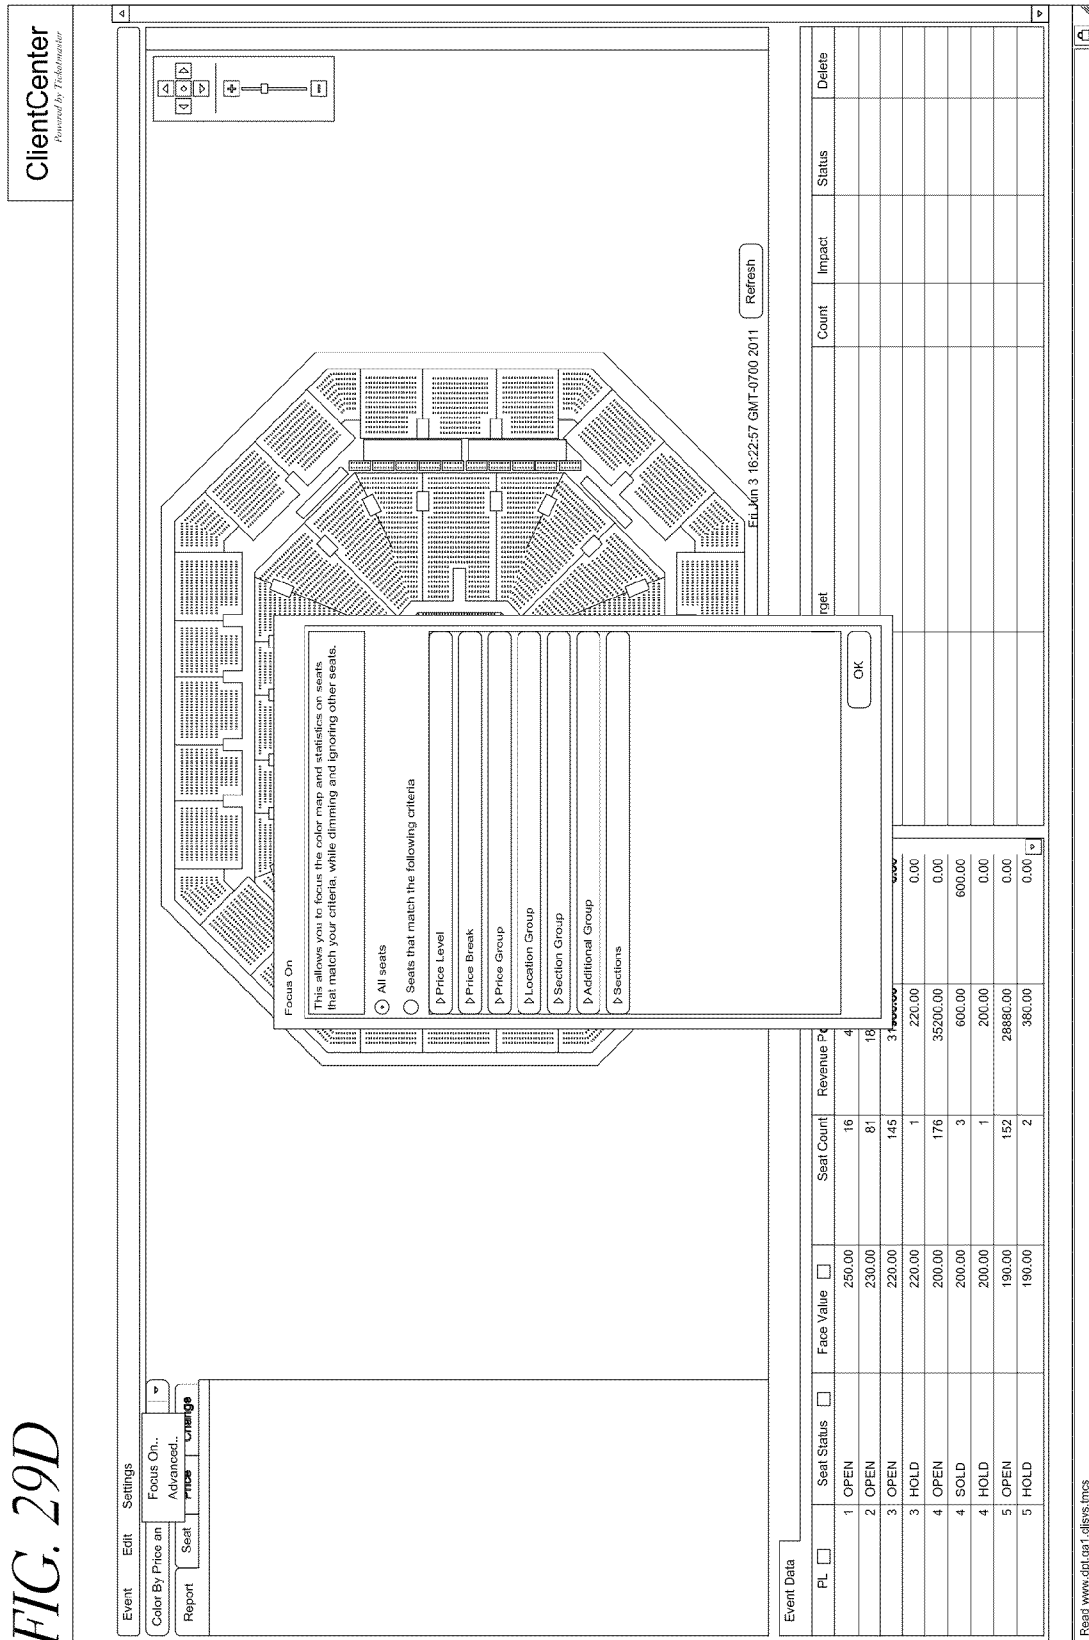 FIG. 29D
ClientCenter
Powered by Ticketmaster
Event Edit Settings
Color By Price an
Focus On..
Advanced..
Report Seat Price Change
Focus On
This allows you to focus the color map and statistics on seats
that match your criteria, while dimming and ignoring other seats.
All seats
Seats that match the following criteria
Price Level
Price Break
Price Group
Location Group
Section Group
Additional Group
Sections
OK
Fri Jun 3 16:22:57 GMT-0700 2011 Refresh
Event Data
PL Seat Status Face Value Seat Count Revenue rget Count Impact Status Delete
1 OPEN 250.00 16 4
2 OPEN 230.00 81 18
3 OPEN 220.00 145 0.00
3 HOLD 220.00 1 220.00 0.00
4 OPEN 200.00 176 35200.00 0.00
4 SOLD 200.00 3 600.00 600.00
4 HOLD 200.00 1 200.00 0.00
5 OPEN 190.00 152 28880.00 0.00
5 HOLD 190.00 2 380.00 0.00
Read www.dpt.qa1.disys.tmcs